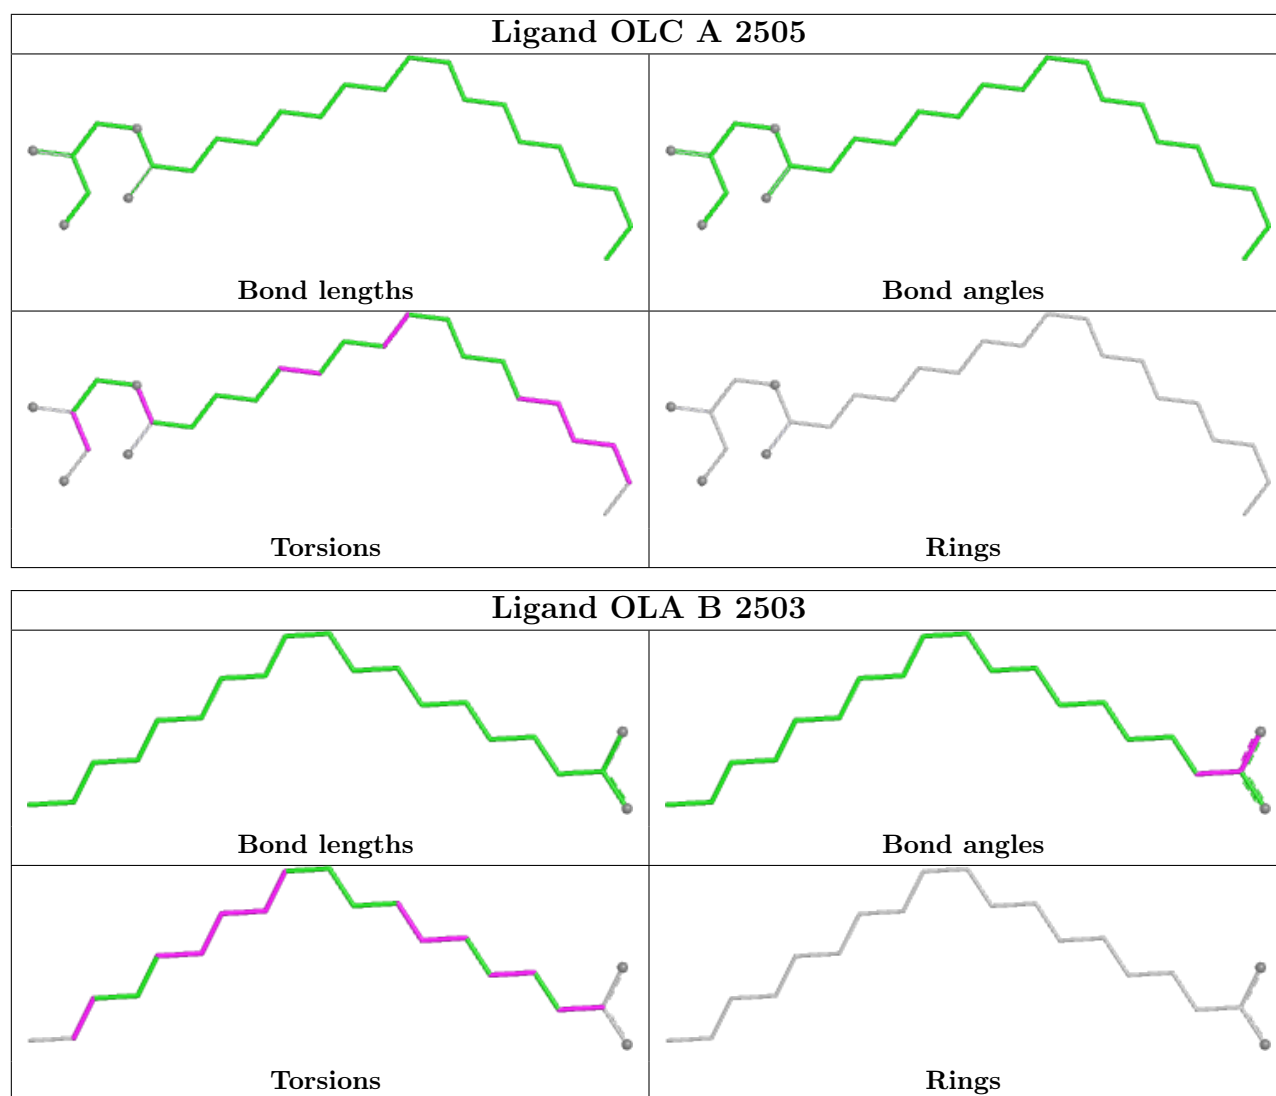 Ligand OLC A 2505
Bond lengths
Bond angles
Torsions
Rings
Ligand OLA B 2503
Bond lengths
Bond angles
Torsions
Rings